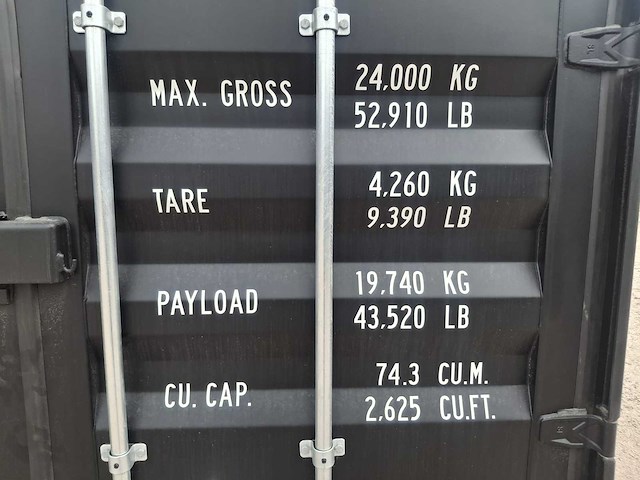 MAX. GROSS 24,000 KG
52,910 LB
TARE 4,260 KG
9,390 LB
PAYLOAD 19,740 KG
43,520 LB
CU. CAP. 74.3 CU.M.
2,625 CU.FT.